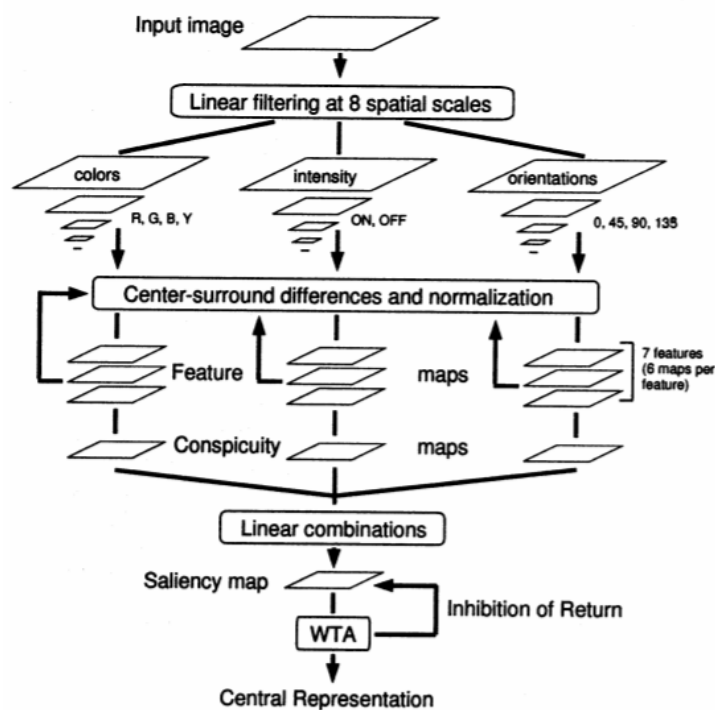 Input image
Linear filtering at 8 spatial scales
colors
intensity
orientations
R, G, B, Y
ON, OFF
0, 45, 90, 135
Center-surround differences and normalization
7 features
(6 maps per
feature)
Feature
maps
Conspicuity
maps
Linear combinations
Saliency map
Inhibition of Return
WTA
Central Representation